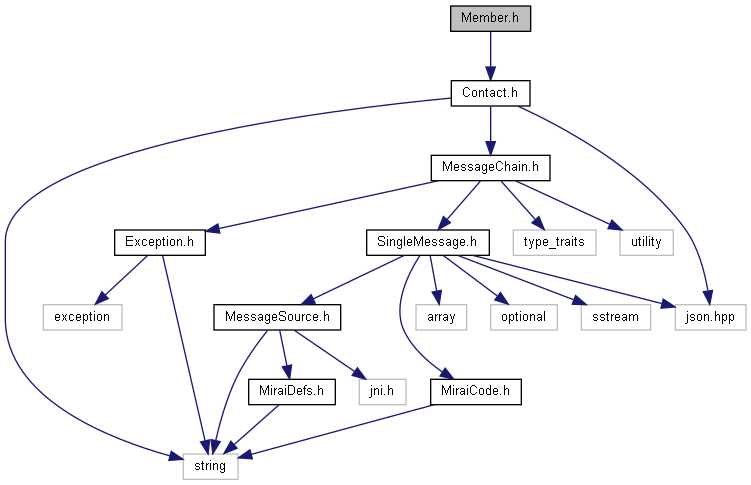 Member.h
Contact.h
MessageChain.h
Exception.h
SingleMessage.h
type_traits
utility
exception
MessageSource.h
array
optional
sstream
json.hpp
MiraiDefs.h
jni.h
MiraiCode.h
string